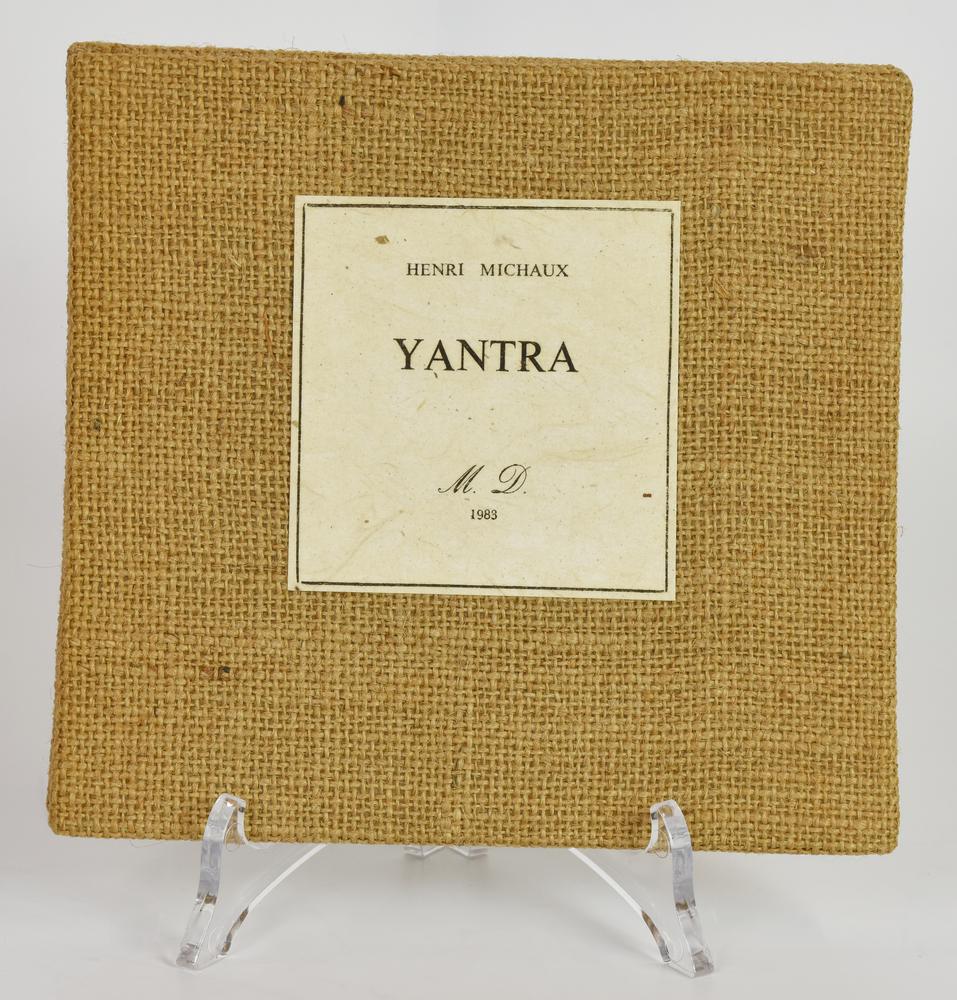 HENRI MICHAUX
YANTRA
M. D.
1983